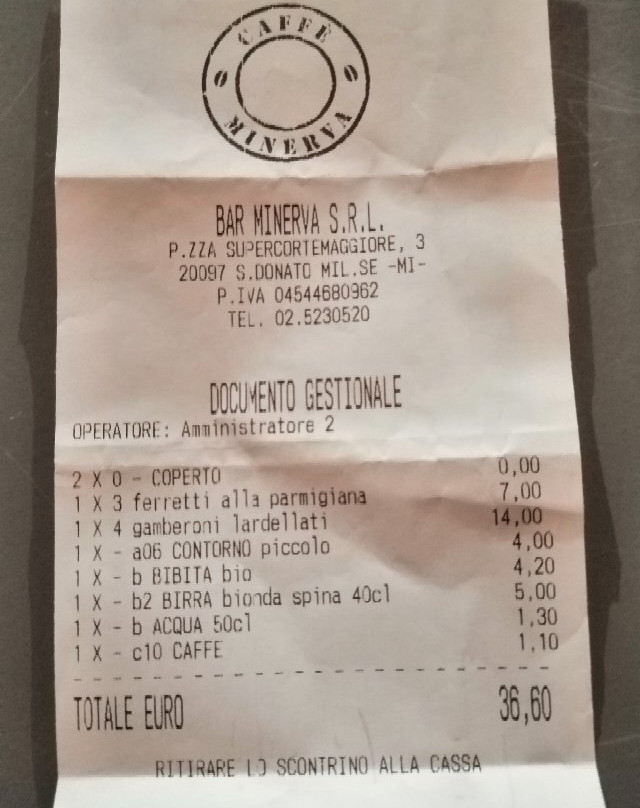 CAFFÈ
MINERVA
BAR MINERVA S.R.L.
P.ZZA SUPERCORTEMAGGIORE, 3
20097 S.DONATO MIL.SE -MI-
P.IVA 04544680962
TEL. 02.5230520
DOCUMENTO GESTIONALE
OPERATORE: Amministratore 2
2 X 0 - COPERTO 0,00
1 X 3 ferretti alla parmigiana 7,00
1 X 4 gamberoni lardellati 14,00
1 X - a06 CONTORNO piccolo 4,00
1 X - b BIBITA bio 4,20
1 X - b2 BIRRA bionda spina 40cl 5,00
1 X - b ACQUA 50cl 1,30
1 X - c10 CAFFE 1,10
TOTALE EURO 36,60
RITIRARE LO SCONTRINO ALLA CASSA